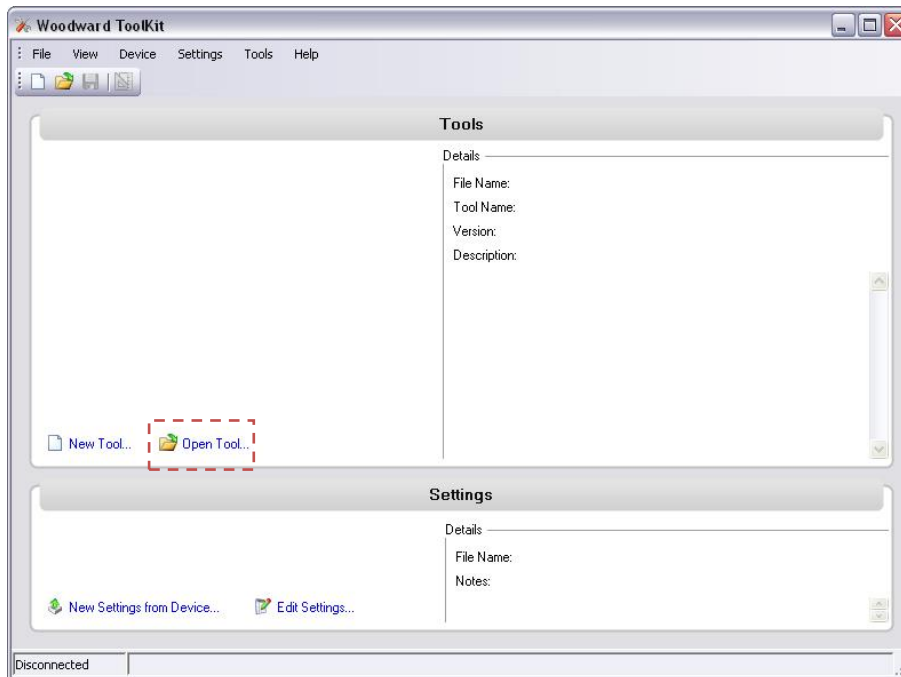 Woodward ToolKit
File View Device Settings Tools Help
Tools
Details
File Name:
Tool Name:
Version:
Description:
New Tool... Open Tool...
Settings
Details
File Name:
Notes:
New Settings from Device... Edit Settings...
Disconnected